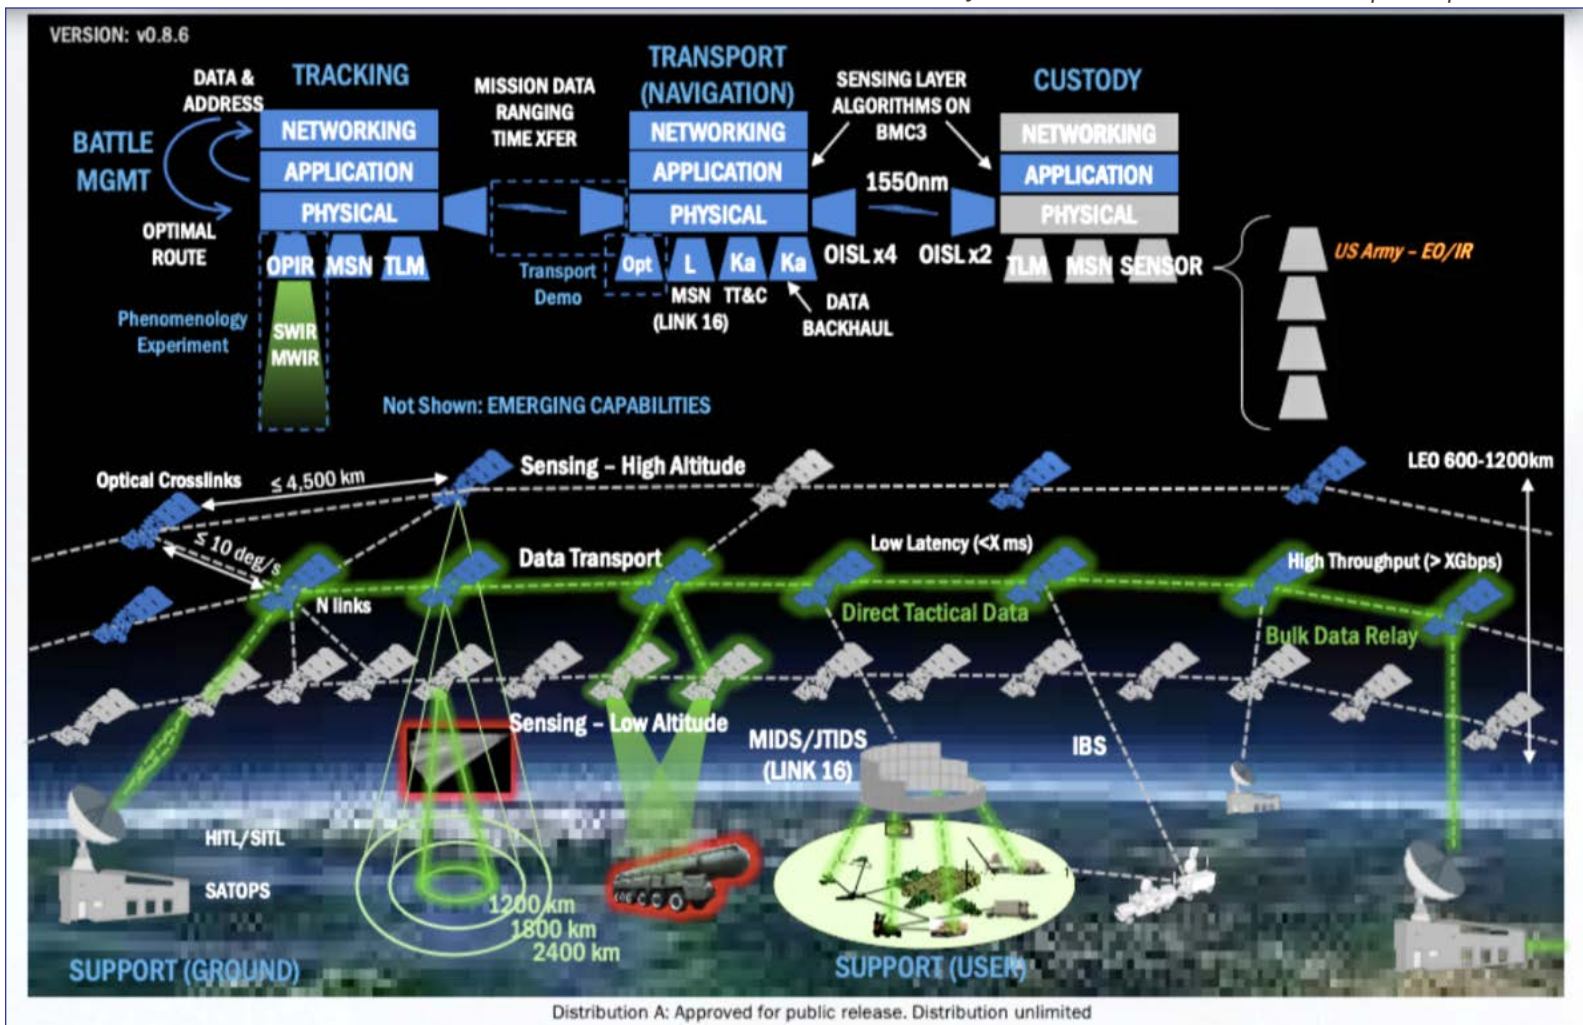 VERSION: v0.8.6
DATA &
ADDRESS
BATTLE
MGMT
OPTIMAL
ROUTE
TRACKING
NETWORKING
APPLICATION
PHYSICAL
OPIR
MSN
TLM
SWIR
MWIR
Phenomenology
Experiment
MISSION DATA
RANGING
TIME XFER
TRANSPORT
(NAVIGATION)
NETWORKING
APPLICATION
PHYSICAL
Transport
Demo
Opt
L
Ka
Ka
MSN
(LINK 16)
TT&C
DATA
BACKHAUL
SENSING LAYER
ALGORITHMS ON
BMC3
1550nm
OISL x4
OISL x2
CUSTODY
NETWORKING
APPLICATION
PHYSICAL
TLM
MSN
SENSOR
US Army – EO/IR
Not Shown: EMERGING CAPABILITIES
Optical Crosslinks
≤ 4,500 km
Sensing – High Altitude
LEO 600-1200km
≤ 10 deg/s
N links
Data Transport
Low Latency (<X ms)
High Throughput (> XGbps)
Direct Tactical Data
Bulk Data Relay
Sensing – Low Altitude
MIDS/JTIDS
(LINK 16)
IBS
HITL/SITL
SATOPS
1200 km
1800 km
2400 km
SUPPORT (GROUND)
SUPPORT (USER)
Distribution A: Approved for public release. Distribution unlimited